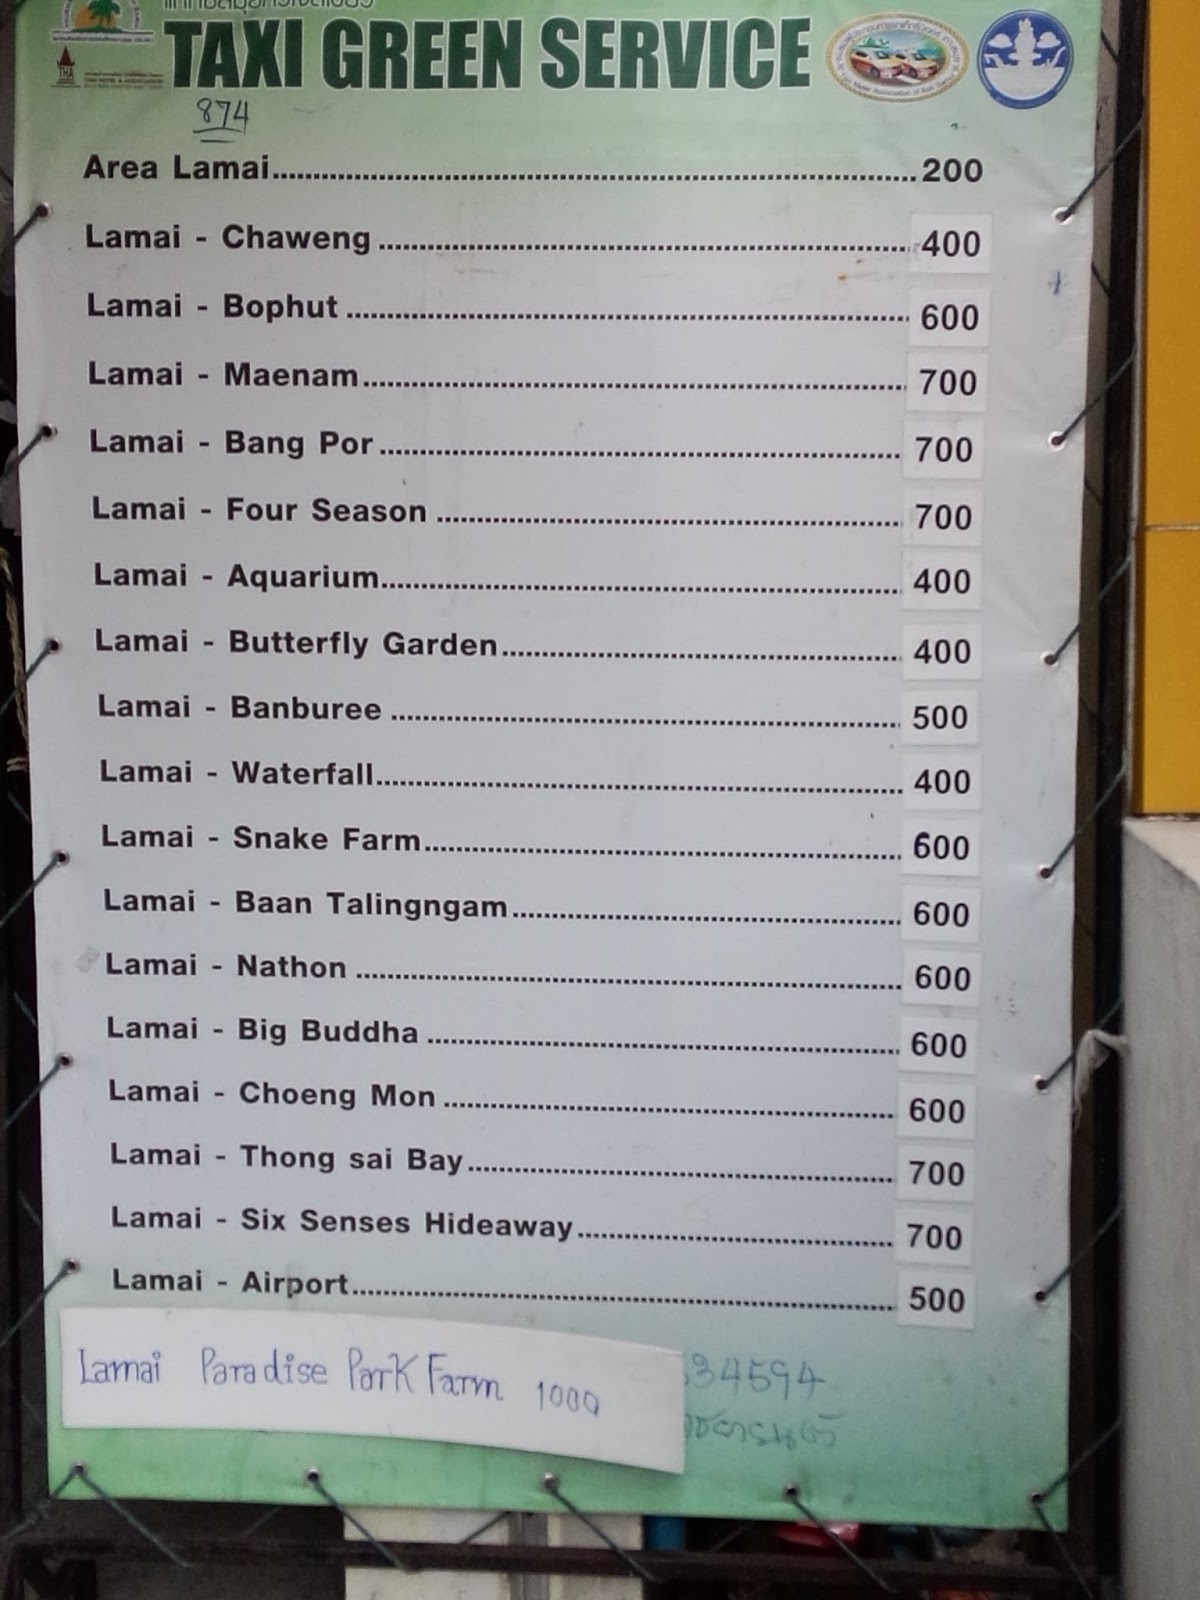 TAXI GREEN SERVICE
THA
874
Area Lamai 200
Lamai - Chaweng 400
Lamai - Bophut 600
Lamai - Maenam 700
Lamai - Bang Por 700
Lamai - Four Season 700
Lamai - Aquarium 400
Lamai - Butterfly Garden 400
Lamai - Banburee 500
Lamai - Waterfall 400
Lamai - Snake Farm 600
Lamai - Baan Talingngam 600
Lamai - Nathon 600
Lamai - Big Buddha 600
Lamai - Choeng Mon 600
Lamai - Thong sai Bay 700
Lamai - Six Senses Hideaway 700
Lamai - Airport 500
Lamai Paradise Park Farm 1000
34594